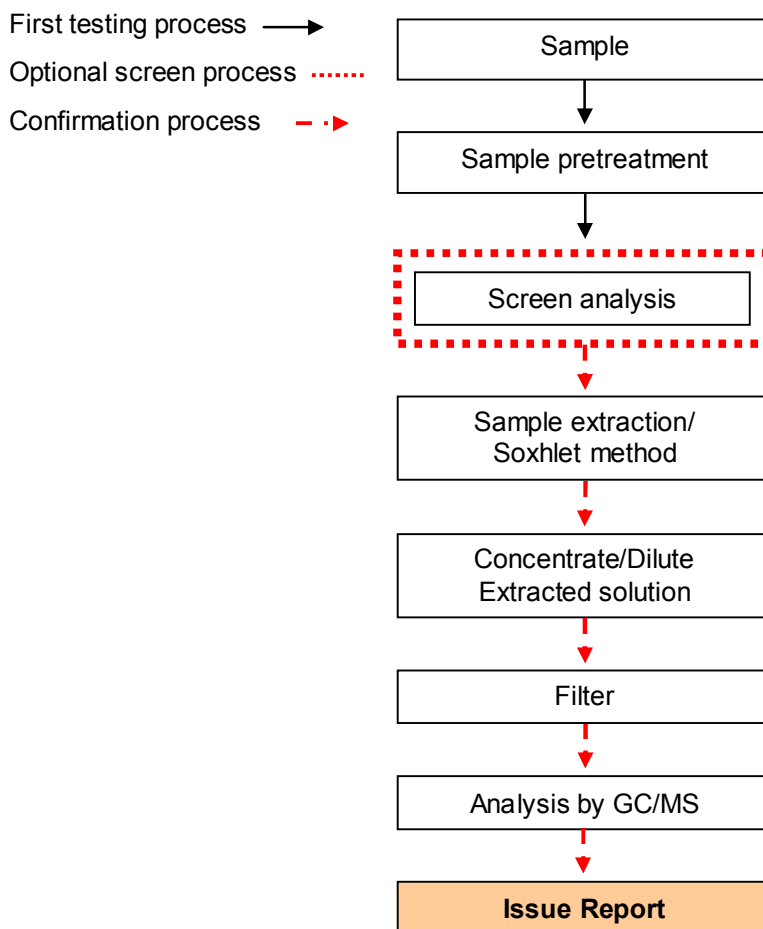 First testing process
Optional screen process
Confirmation process
Sample
Sample pretreatment
Screen analysis
Sample extraction/
Soxhlet method
Concentrate/Dilute
Extracted solution
Filter
Analysis by GC/MS
Issue Report